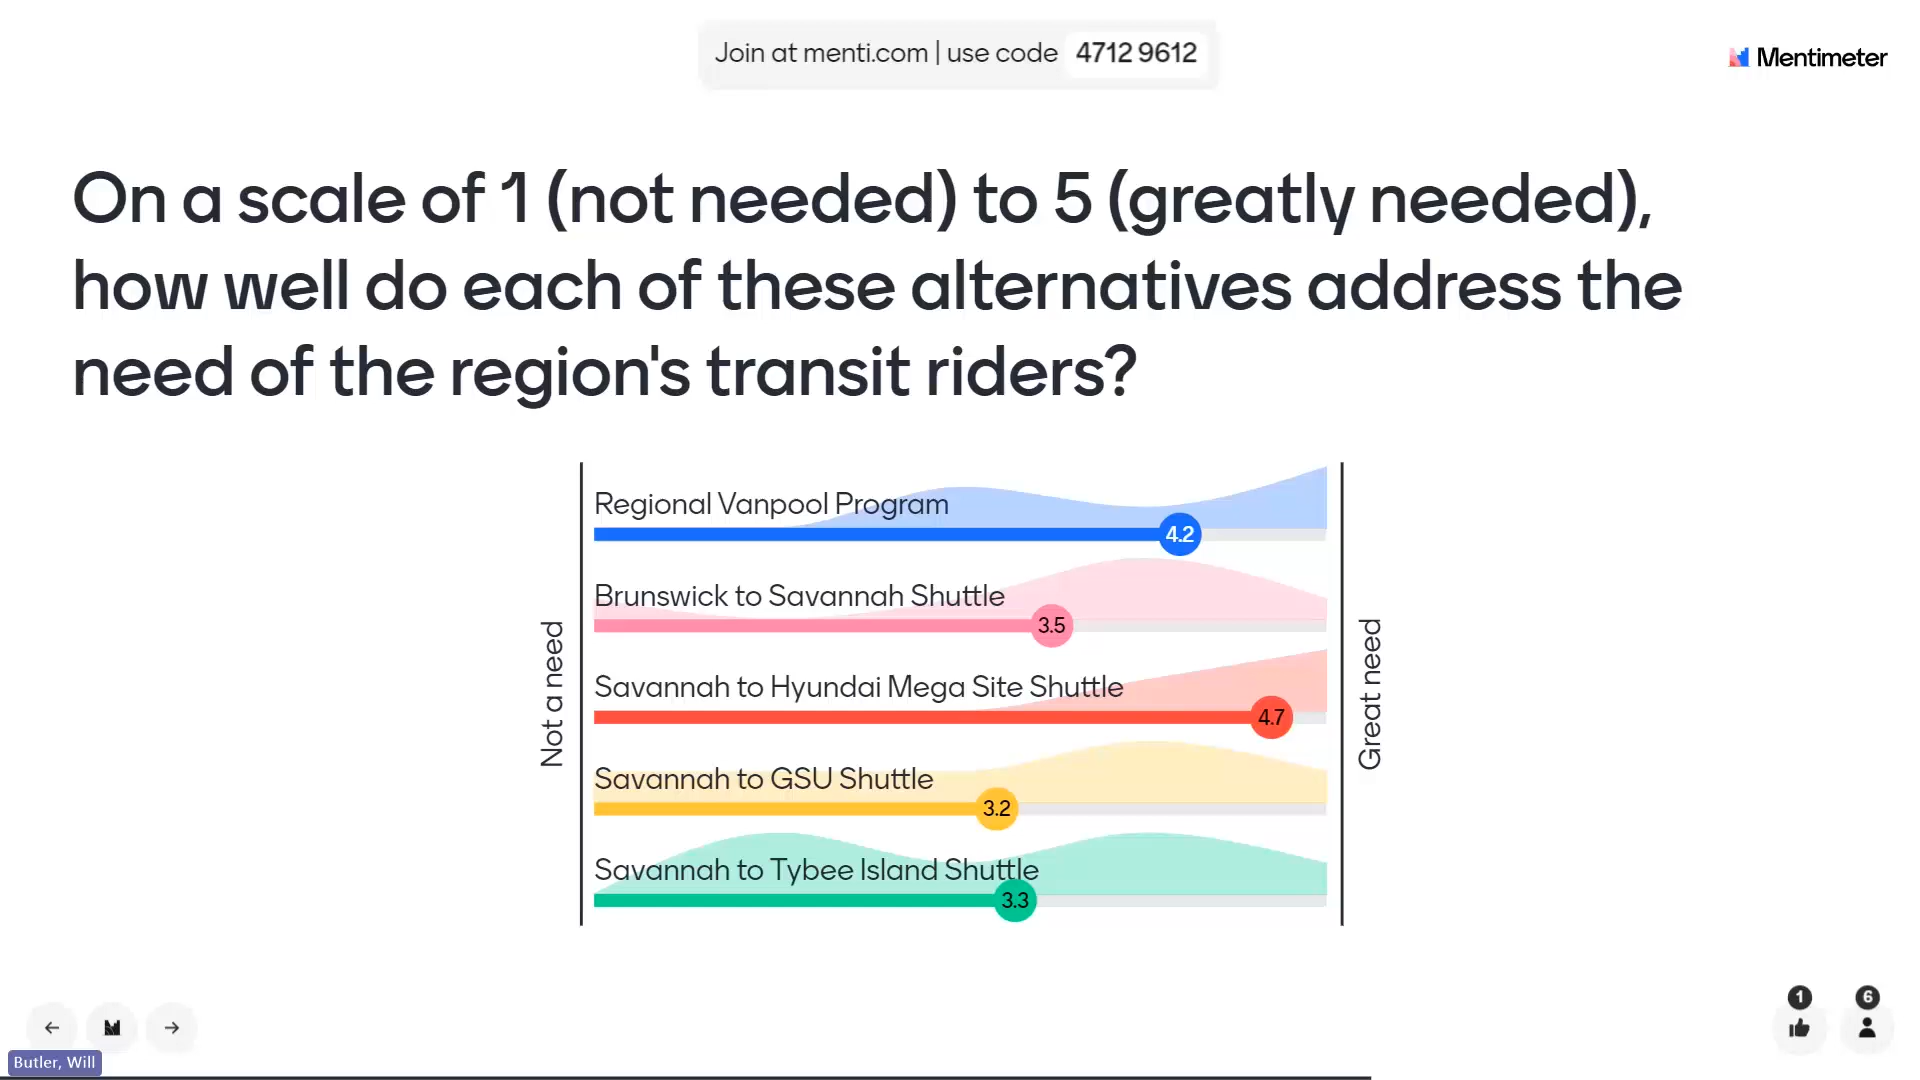 Join at menti.com | use code 4712 9612
Mentimeter
On a scale of 1 (not needed) to 5 (greatly needed),
how well do each of these alternatives address the
need of the region's transit riders?
Not a need
Regional Vanpool Program
4.2
Brunswick to Savannah Shuttle
3.5
Savannah to Hyundai Mega Site Shuttle
4.7
Savannah to GSU Shuttle
3.2
Savannah to Tybee Island Shuttle
3.3
Great need
1
6
Butler, Will